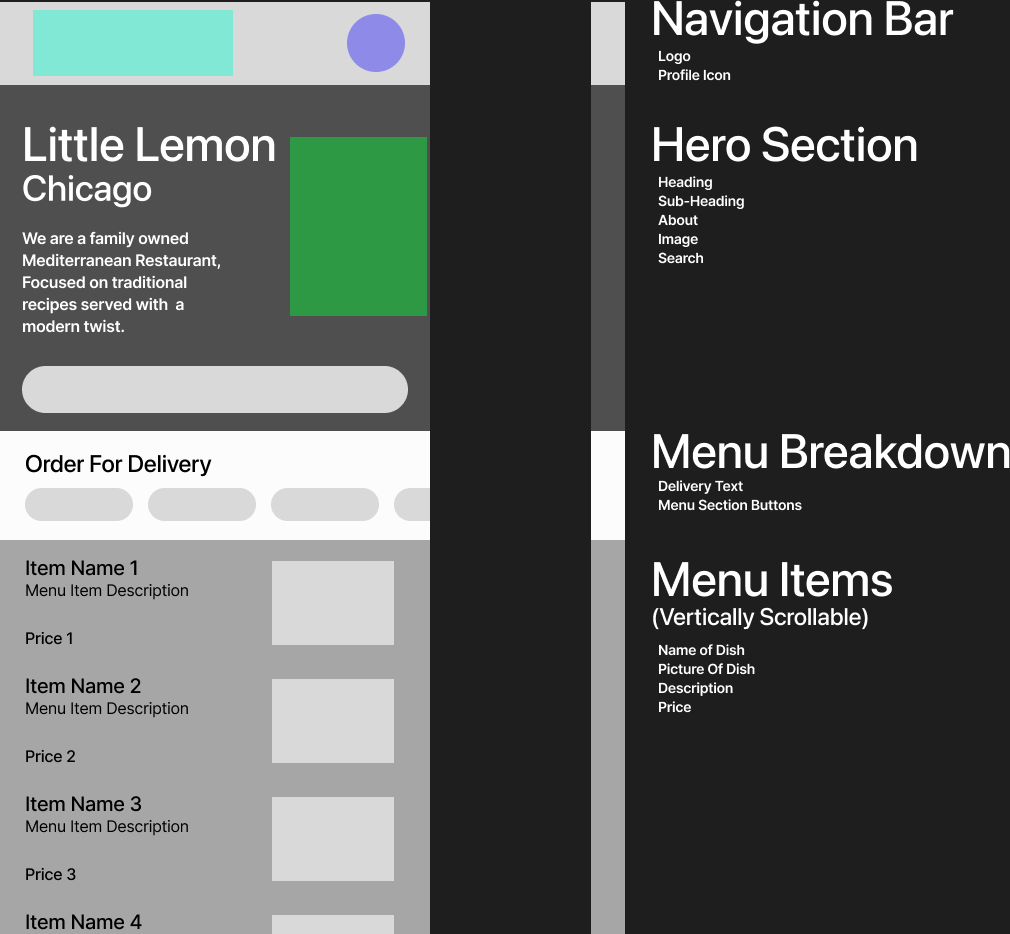 Little Lemon
Chicago
We are a family owned
Mediterranean Restaurant,
Focused on traditional
recipes served with  a
modern twist.
Order For Delivery
Item Name 1
Menu Item Description
Price 1
Item Name 2
Menu Item Description
Price 2
Item Name 3
Menu Item Description
Price 3
Item Name 4
Navigation Bar
Logo
Profile Icon
Hero Section
Heading
Sub-Heading
About
Image
Search
Menu Breakdown
Delivery Text
Menu Section Buttons
Menu Items
(Vertically Scrollable)
Name of Dish
Picture Of Dish
Description
Price